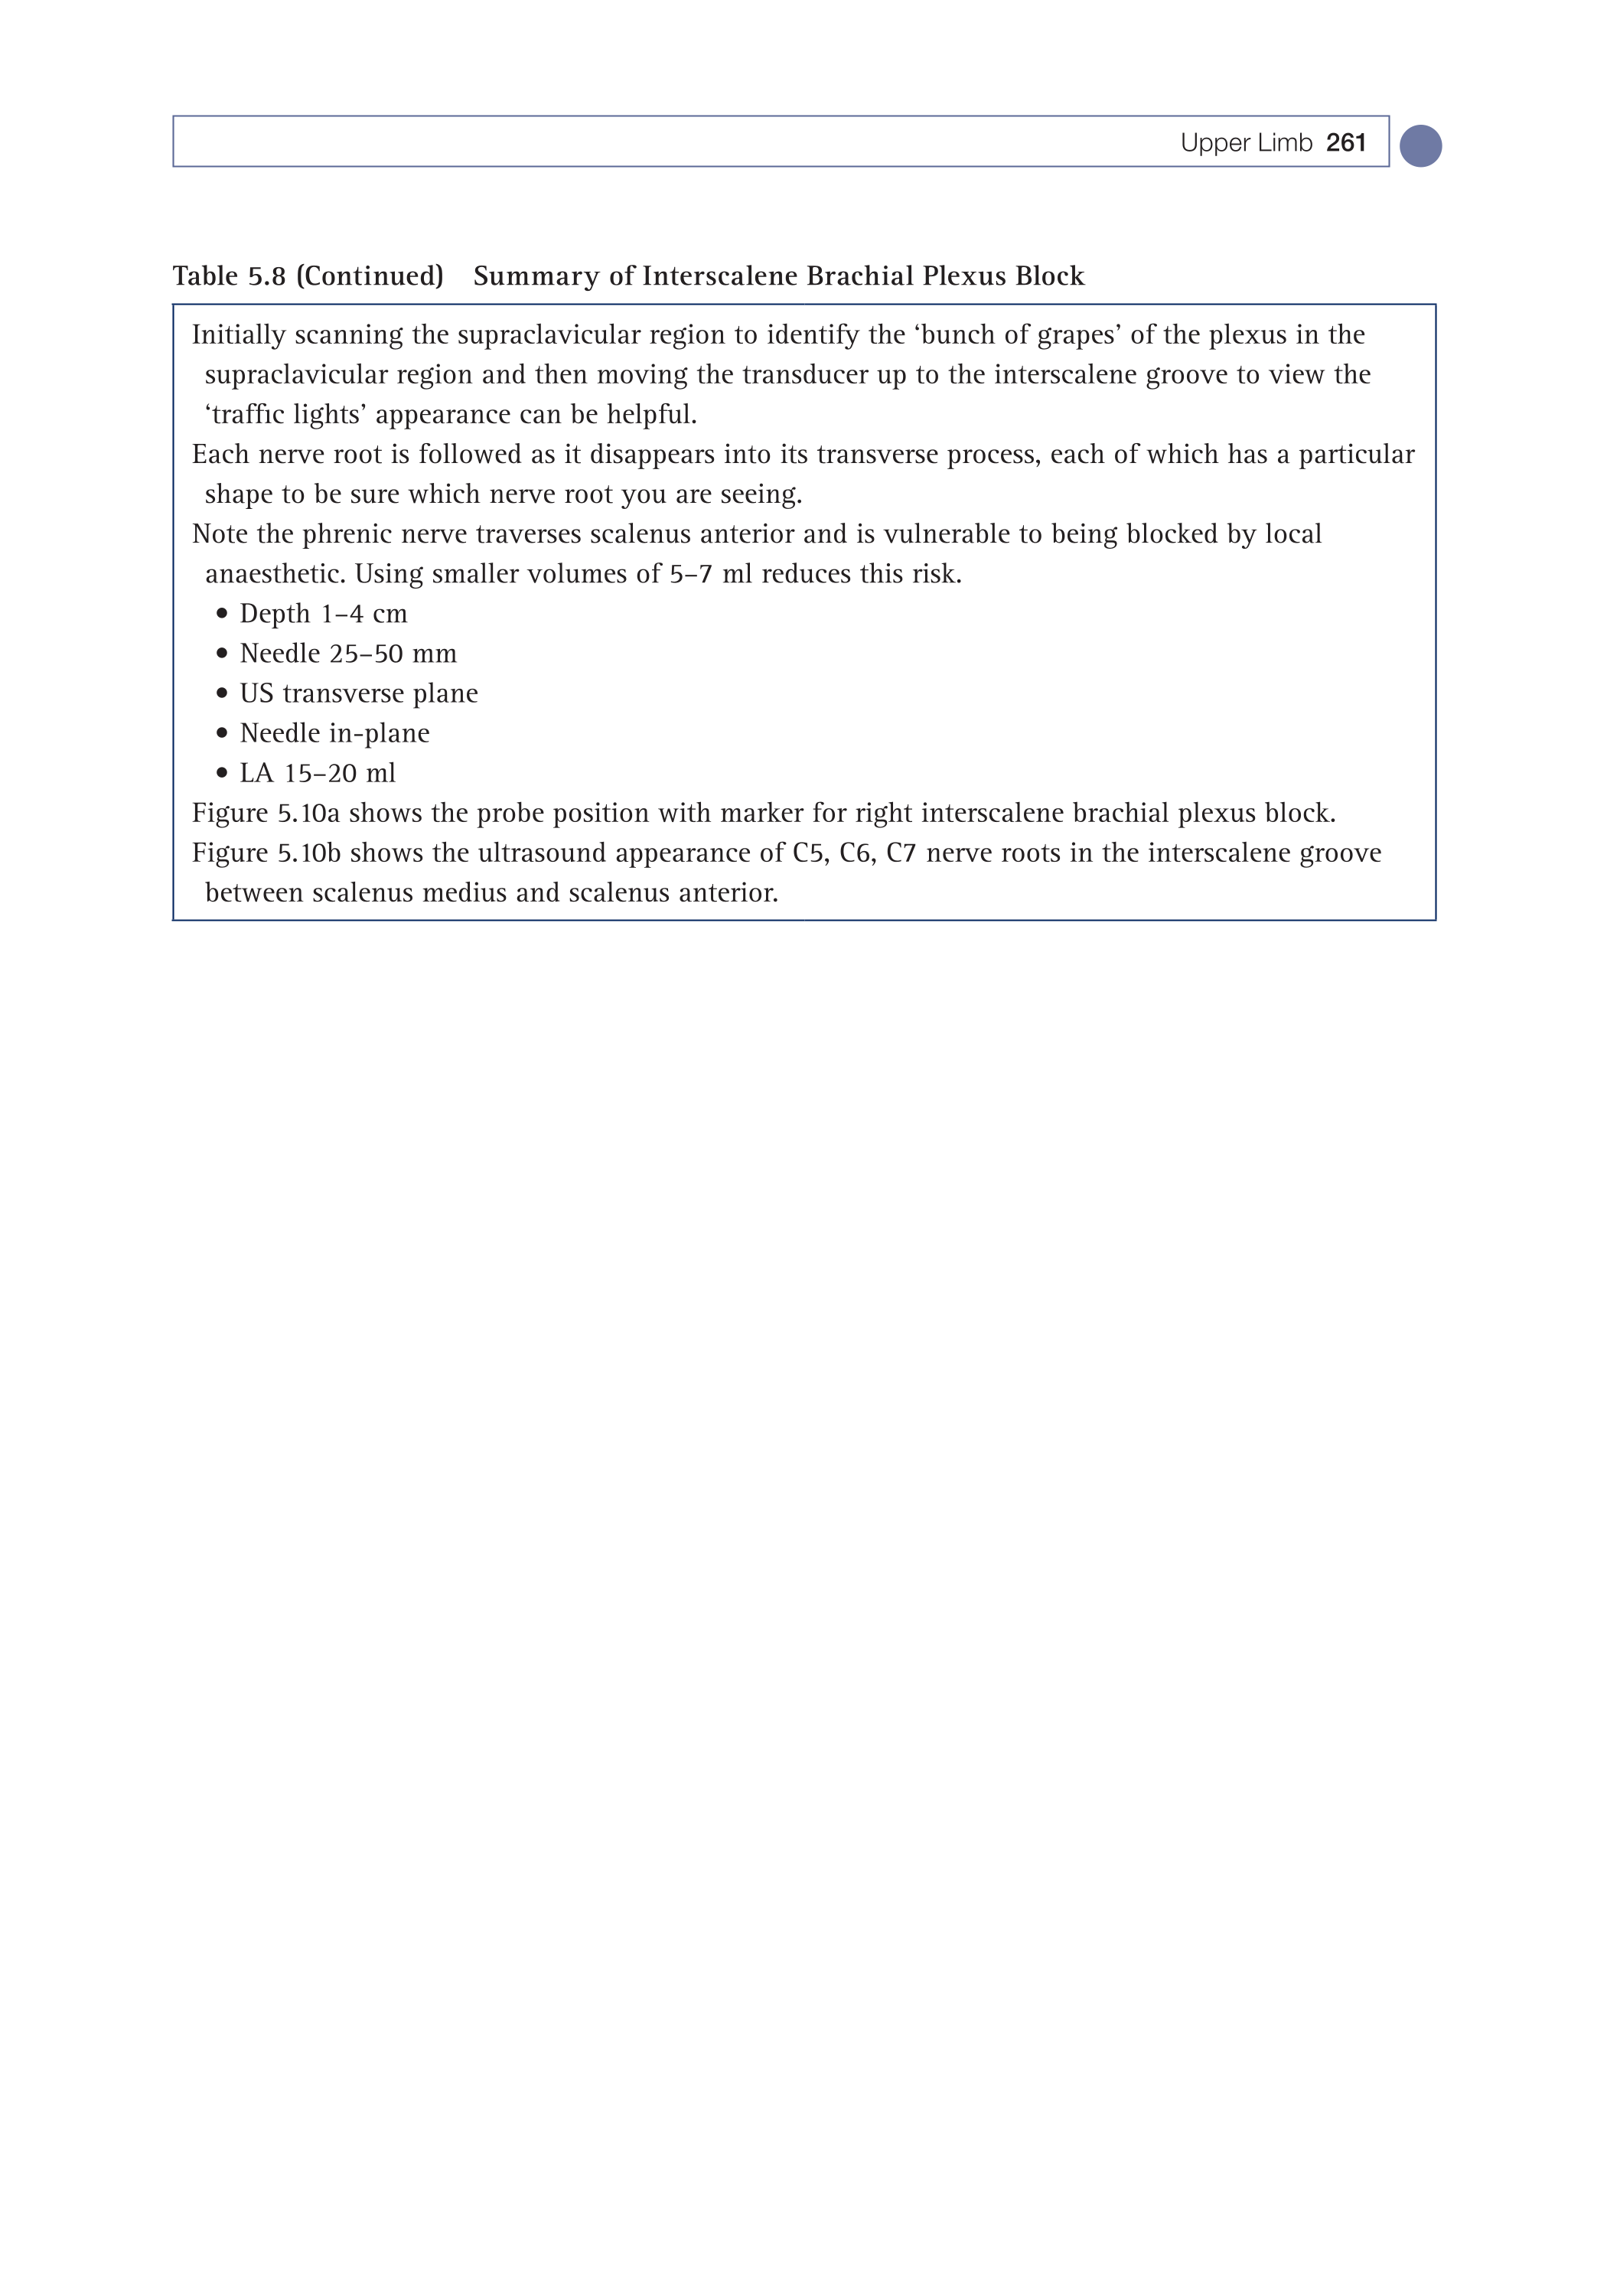 Upper Limb 261
Table 5.8 (Continued) Summary of Interscalene Brachial Plexus Block
Initially scanning the supraclavicular region to identify the ‘bunch of grapes’ of the plexus in the
supraclavicular region and then moving the transducer up to the interscalene groove to view the
‘traffic lights’ appearance can be helpful.
Each nerve root is followed as it disappears into its transverse process, each of which has a particular
shape to be sure which nerve root you are seeing.
Note the phrenic nerve traverses scalenus anterior and is vulnerable to being blocked by local
anaesthetic. Using smaller volumes of 5–7 ml reduces this risk.
• Depth 1–4 cm
• Needle 25–50 mm
• US transverse plane
• Needle in-plane
• LA 15–20 ml
Figure 5.10a shows the probe position with marker for right interscalene brachial plexus block.
Figure 5.10b shows the ultrasound appearance of C5, C6, C7 nerve roots in the interscalene groove
between scalenus medius and scalenus anterior.